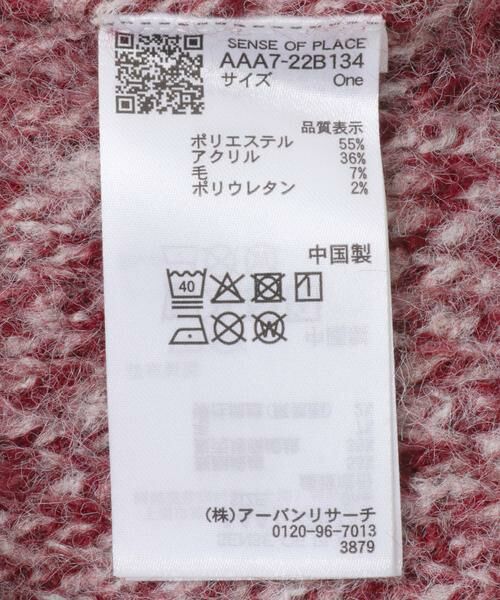 SENSE OF PLACE
AAA7-22B134
サイズ One
品質表示
ポリエステル 55%
アクリル 36%
毛 7%
ポリウレタン 2%
中国製
40
W
(株)アーバンリサーチ
0120-96-7013
3879